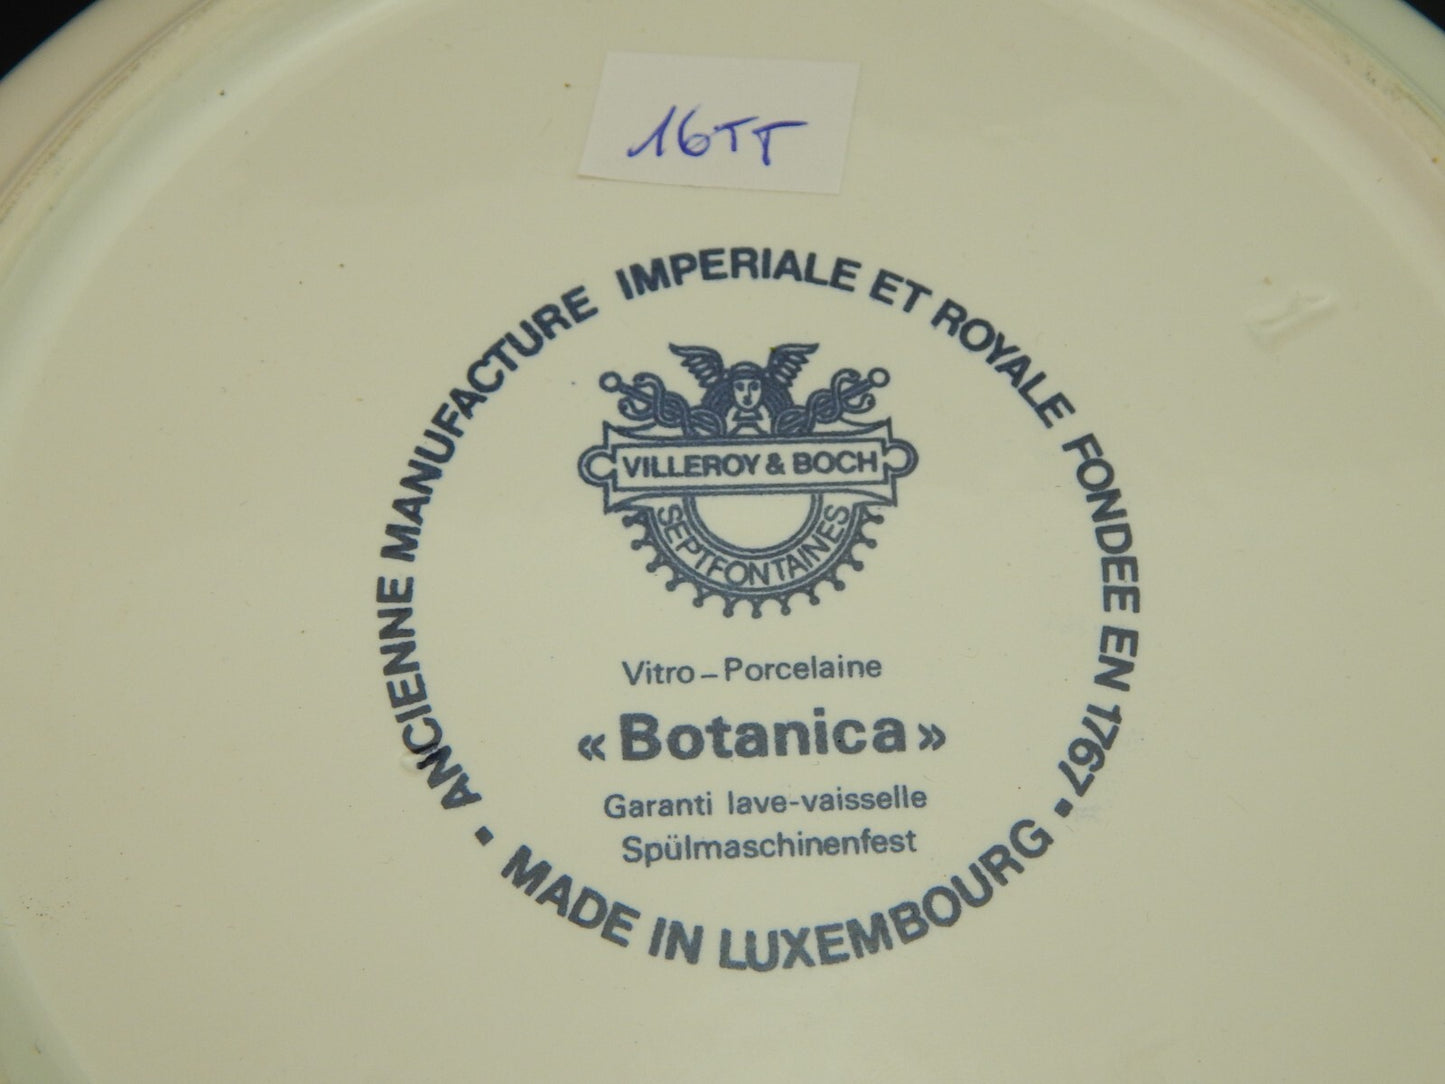 16TT
ANCIENNE MANUFACTURE IMPERIALE ET ROYALE FONDEE EN 1767 •
VILLEROY & BOCH
SEPTFONTAINES
Vitro-Porcelaine
«Botanica»
Garanti lave-vaisselle
Spülmaschinenfest
• MADE IN LUXEMBOURG